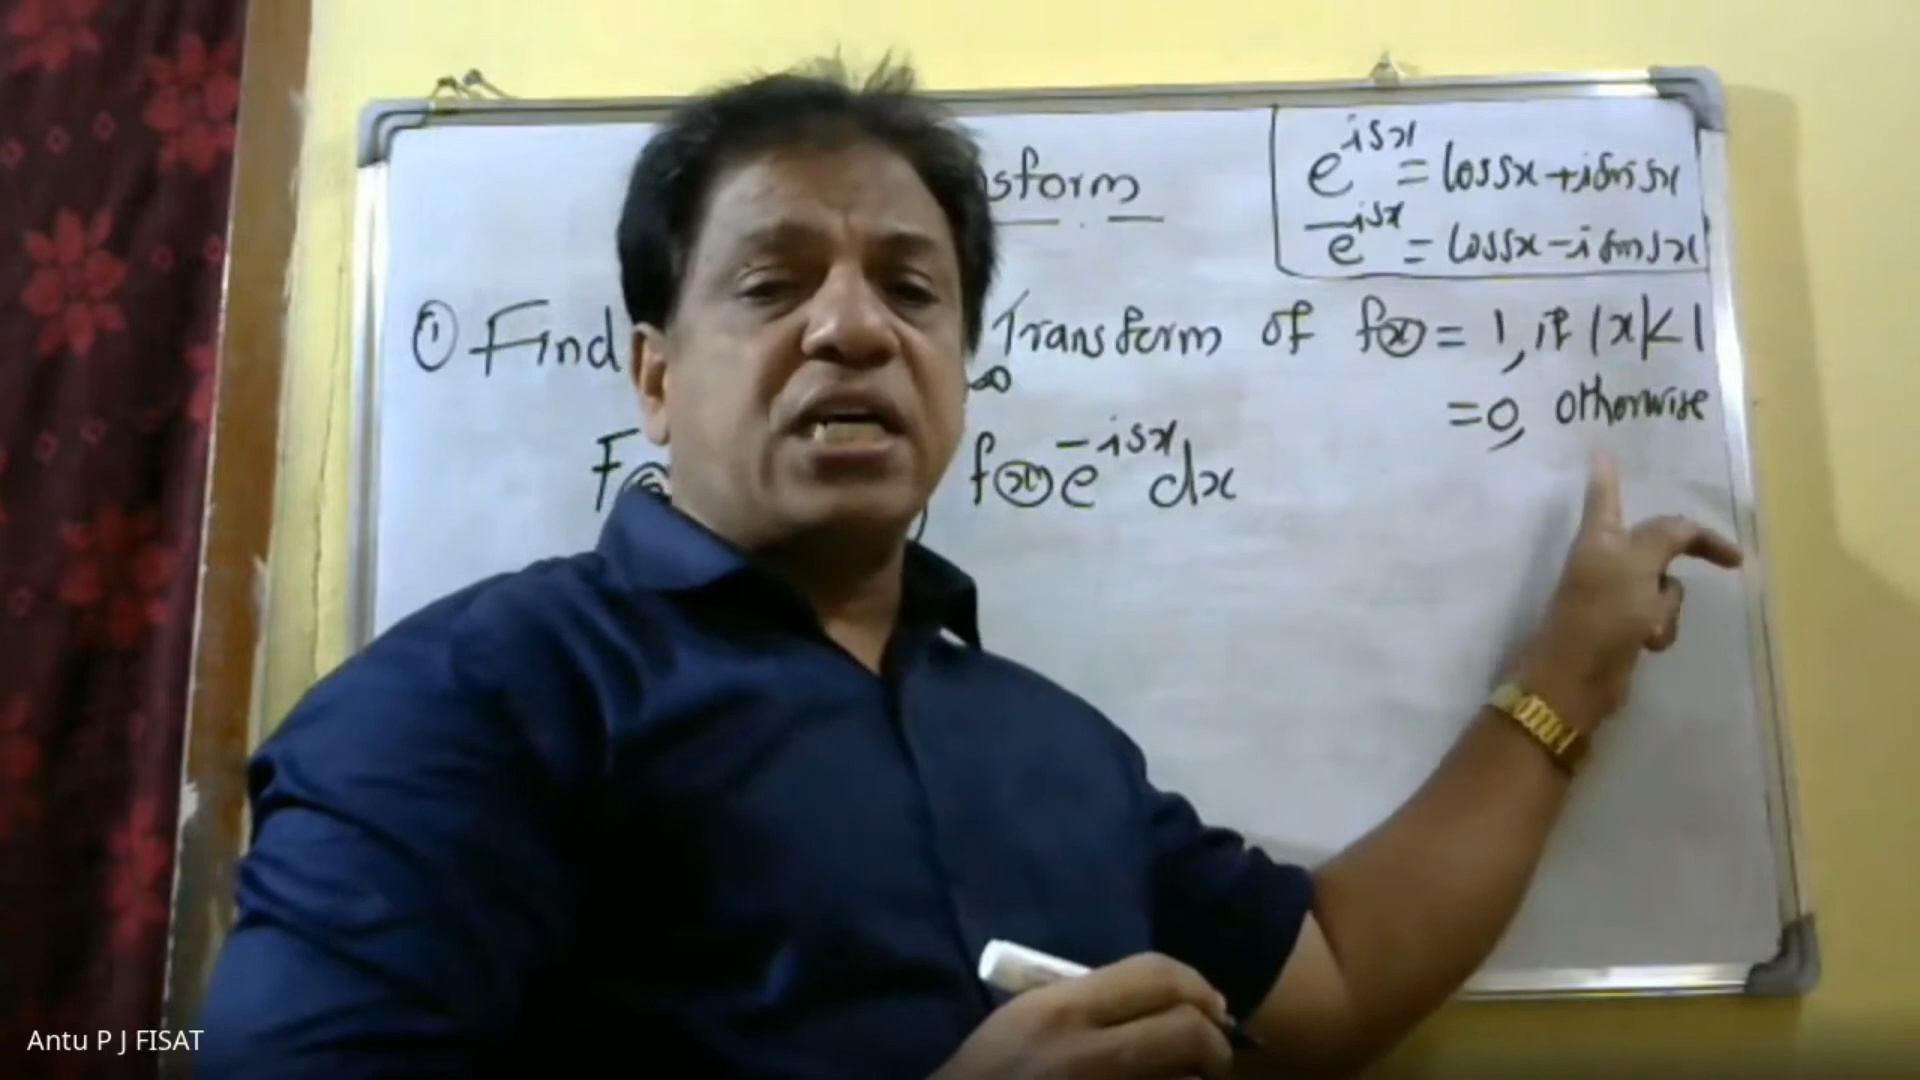 sform
e^{isx} = cossx+isinsx
e^{-isx} = cossx-isinsx
① Find Transform of f(x) = 1, if |x|<1
=0, otherwise
∞
F f(x)e^{-isx}dx
Antu P J FISAT